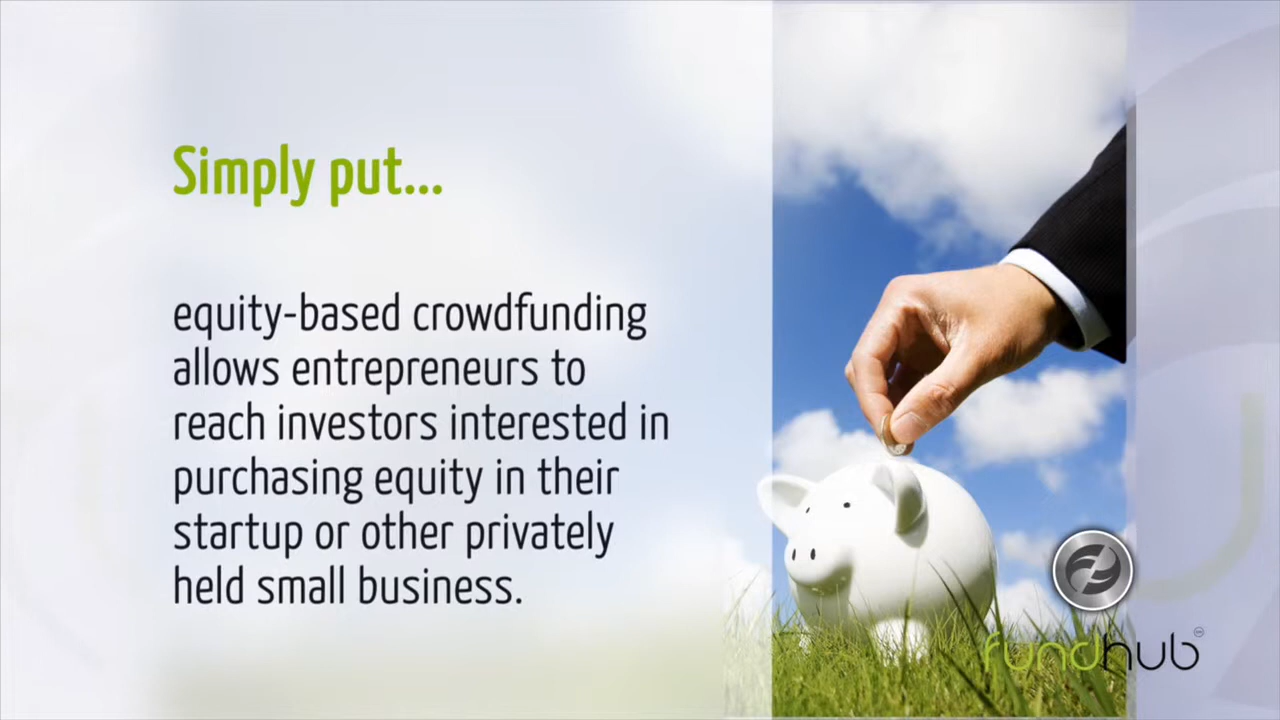 Simply put...
equity-based crowdfunding
allows entrepreneurs to
reach investors interested in
purchasing equity in their
startup or other privately
held small business.
fundhub